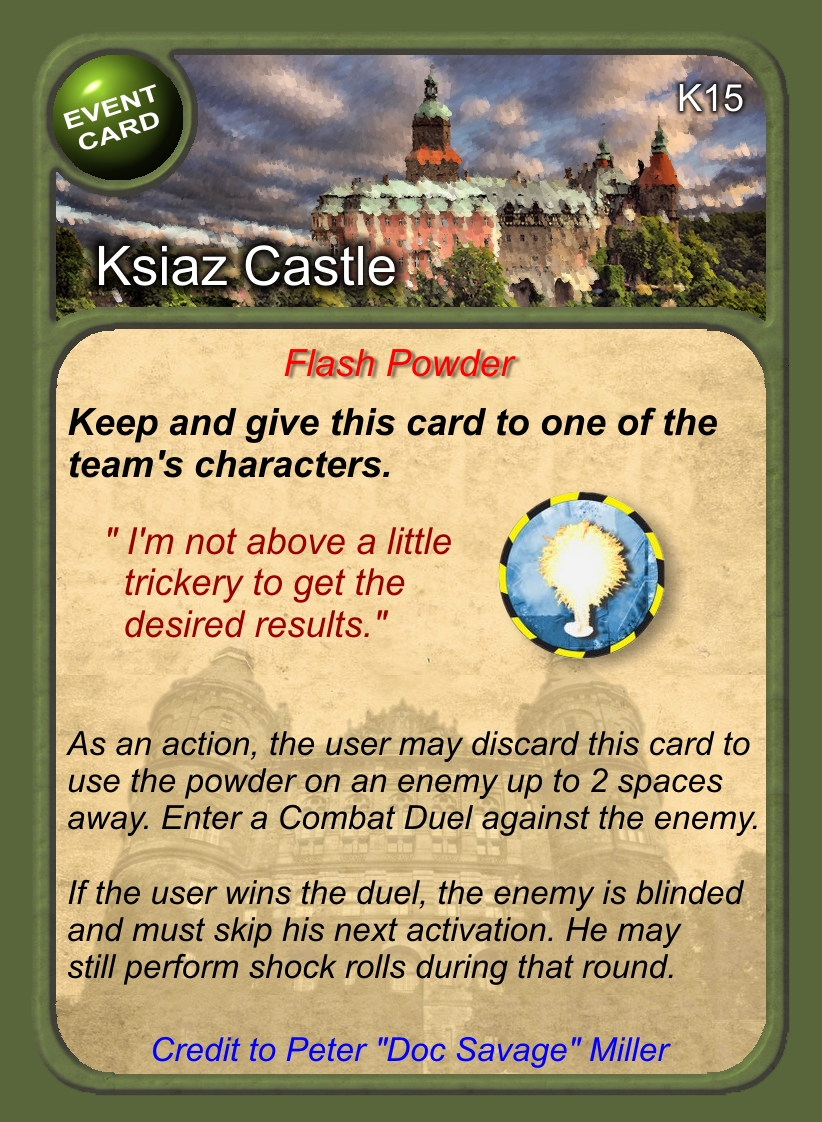 EVENT
CARD
K15
Ksiaz Castle
Flash Powder
Keep and give this card to one of the
team's characters.
" I'm not above a little
trickery to get the
desired results."
As an action, the user may discard this card to
use the powder on an enemy up to 2 spaces
away. Enter a Combat Duel against the enemy.
If the user wins the duel, the enemy is blinded
and must skip his next activation. He may
still perform shock rolls during that round.
Credit to Peter "Doc Savage" Miller